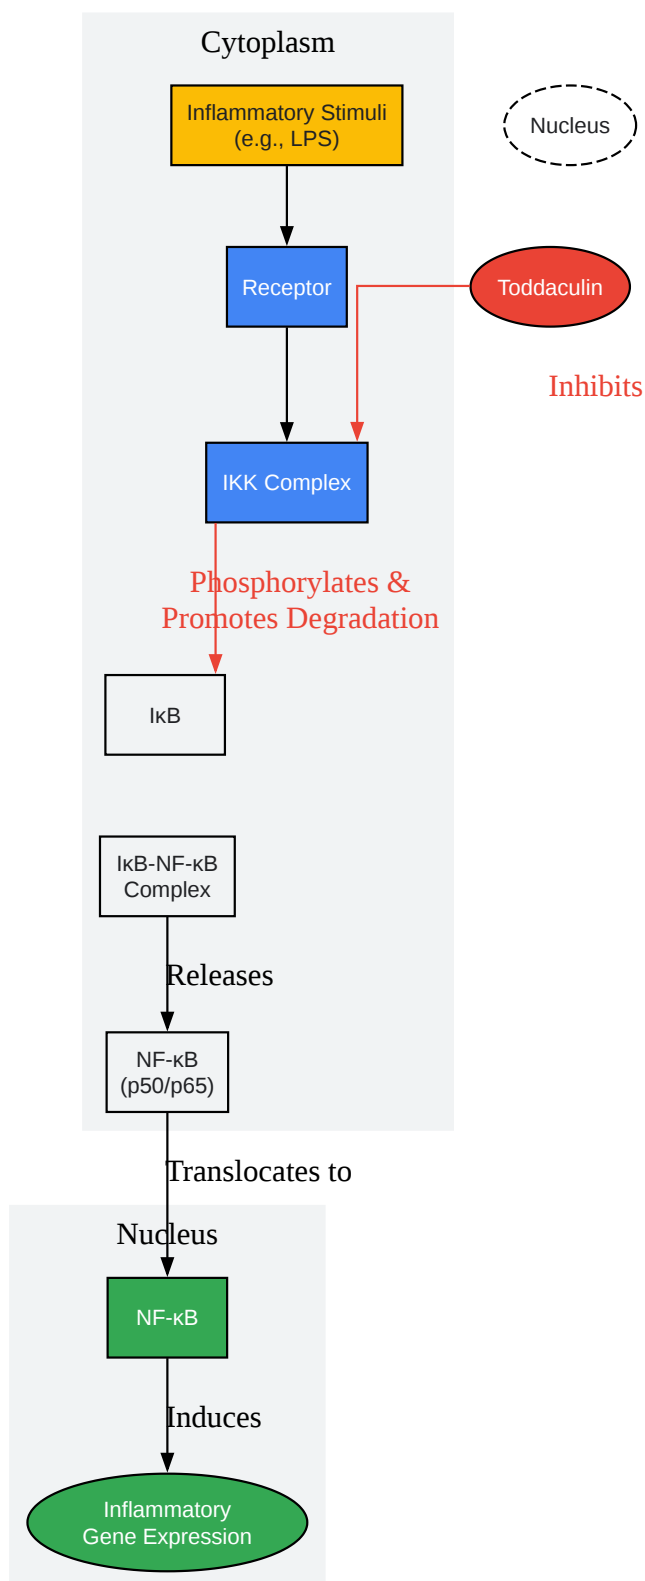 Cytoplasm
Inflammatory Stimuli
(e.g., LPS)
Nucleus
Receptor
Toddaculin
Inhibits
IKK Complex
Phosphorylates &
Promotes Degradation
IκB
IκB-NF-κB
Complex
Releases
NF-κB
(p50/p65)
Translocates to
Nucleus
NF-κB
Induces
Inflammatory
Gene Expression